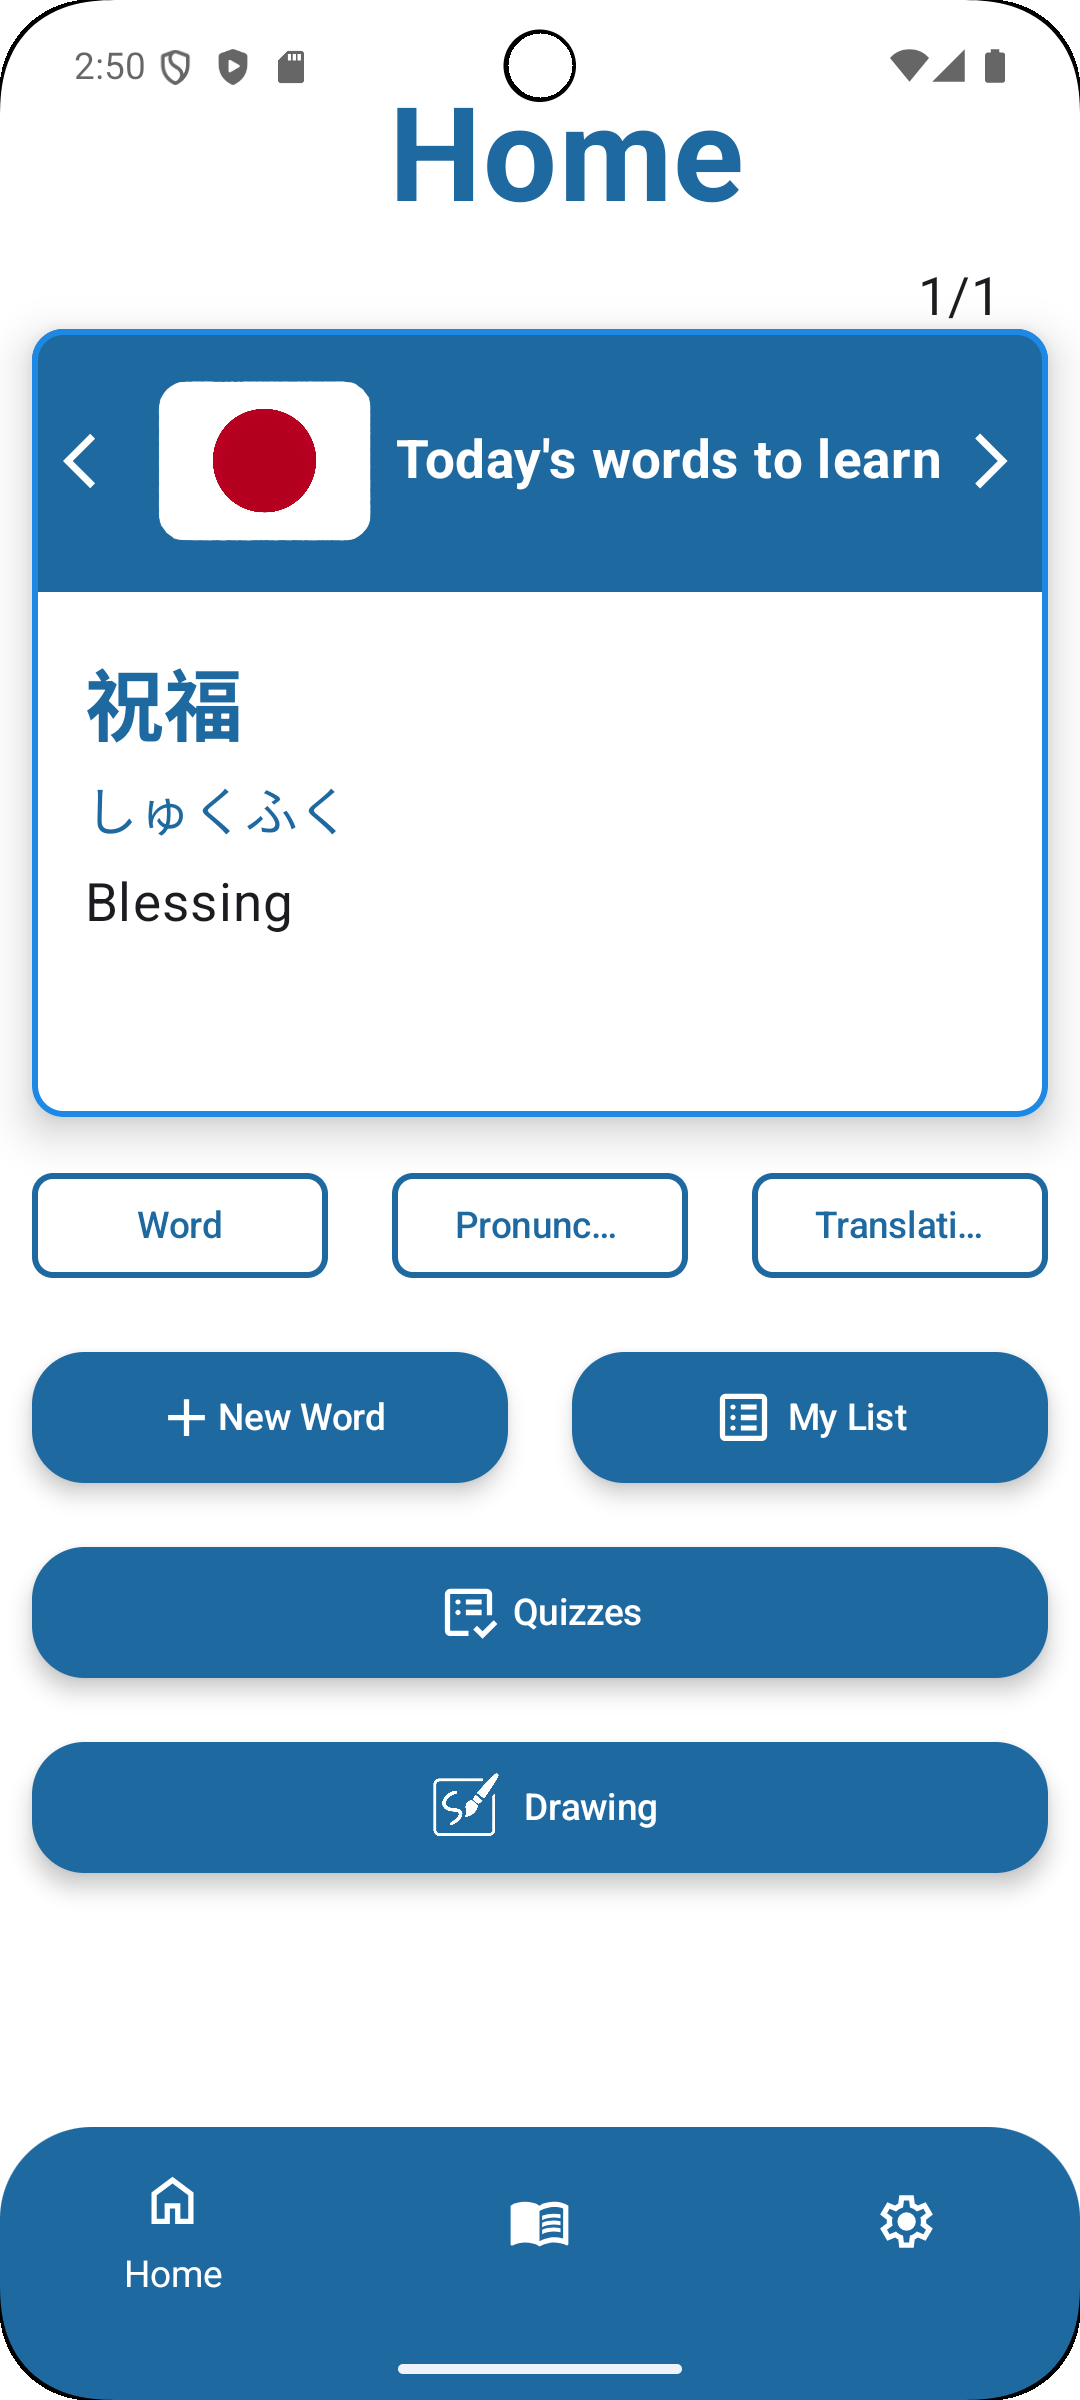 2:50
Home
1/1
Today's words to learn
祝福
しゅくふく
Blessing
Word
Pronunc...
Translati...
New Word
My List
Quizzes
Drawing
Home